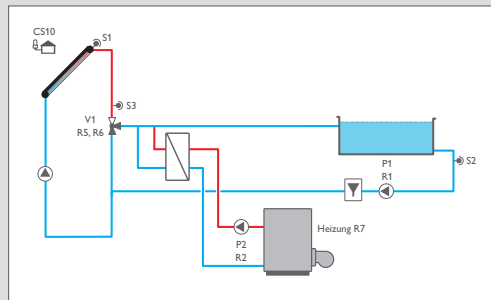 CS10
S1
S3
V1
R5, R6
P1
R1
S2
P2
R2
Heizung R7